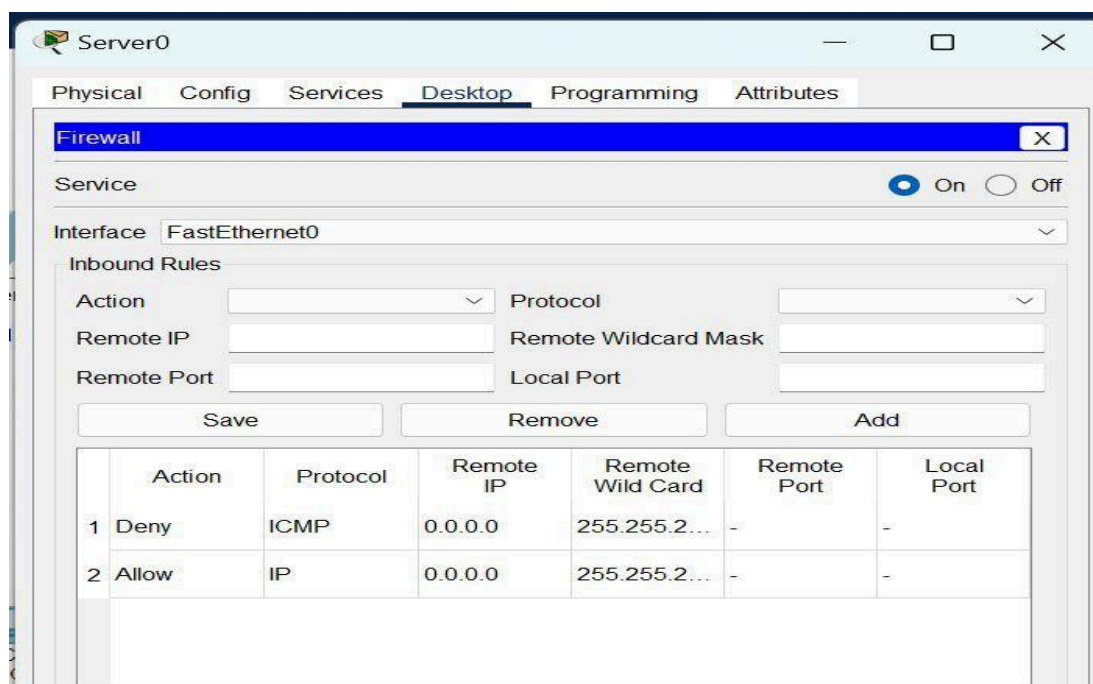 Server0
Physical Config Services Desktop Programming Attributes
Firewall X
Service On Off
Interface FastEthernet0
Inbound Rules
Action Protocol
Remote IP Remote Wildcard Mask
Remote Port Local Port
Save Remove Add
Action Protocol Remote IP Remote Wild Card Remote Port Local Port
1 Deny ICMP 0.0.0.0 255.255.2... - -
2 Allow IP 0.0.0.0 255.255.2... - -